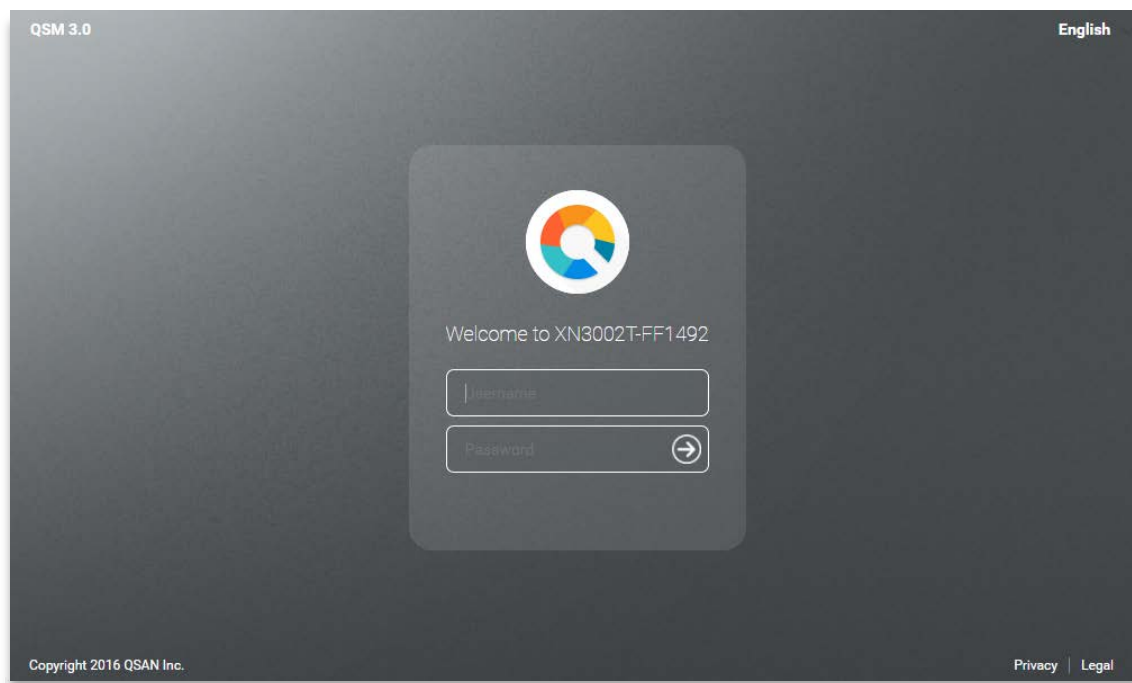 QSM 3.0
English
Welcome to XN3002T-FF1492
Username
Password
Copyright 2016 QSAN Inc.
Privacy | Legal